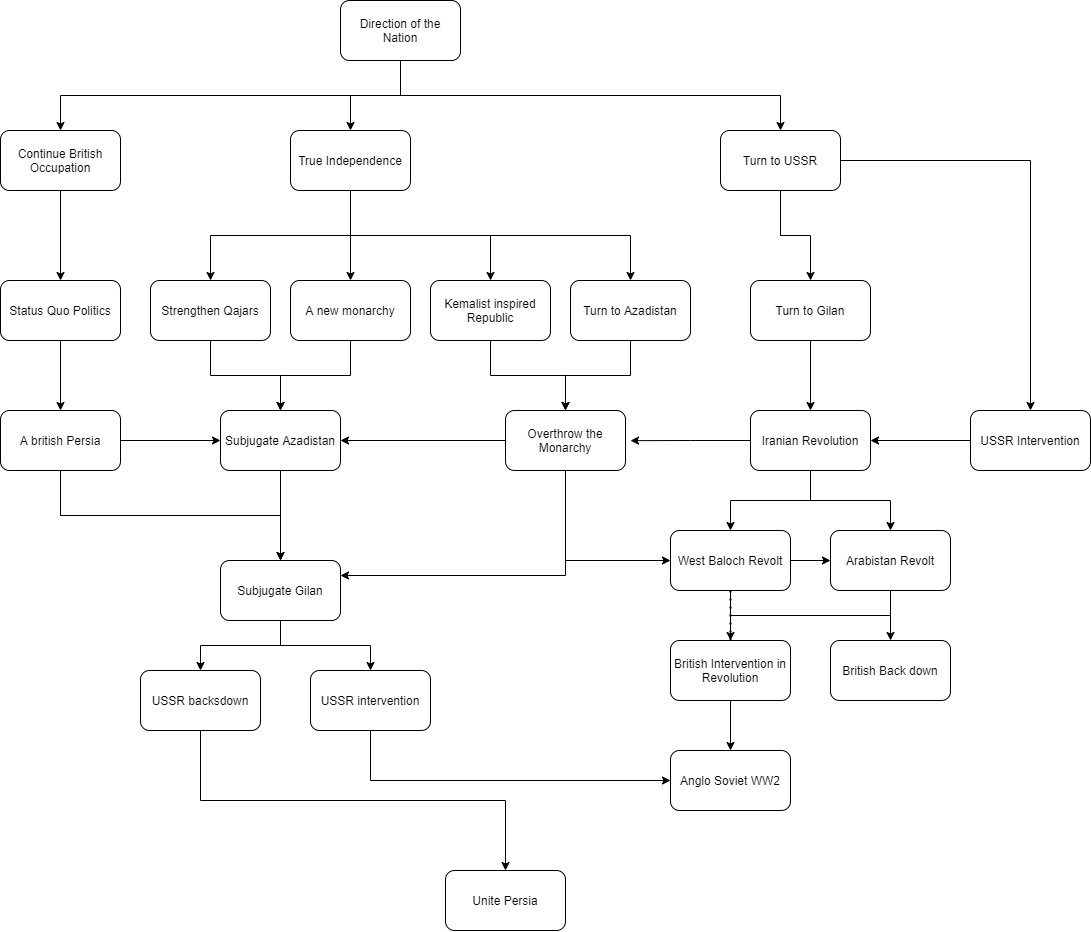 Direction of the
Nation
Continue British
Occupation
True Independence
Turn to USSR
Status Quo Politics
Strengthen Qajars
A new monarchy
Kemalist inspired
Republic
Turn to Azadistan
Turn to Gilan
A british Persia
Subjugate Azadistan
Overthrow the
Monarchy
Iranian Revolution
USSR Intervention
West Baloch Revolt
Arabistan Revolt
Subjugate Gilan
British Intervention in
Revolution
British Back down
USSR backsdown
USSR intervention
Anglo Soviet WW2
Unite Persia